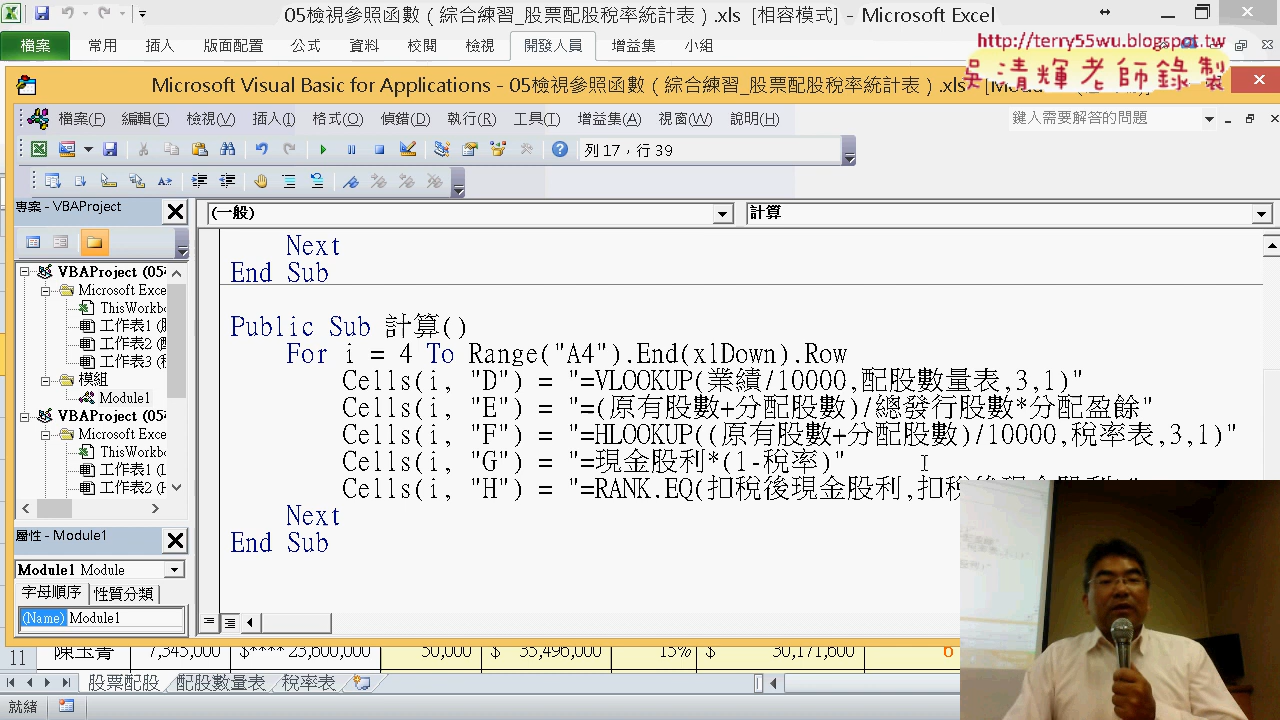 05檢視參照函數（綜合練習_股票配股稅率統計表）.xls [相容模式] - Microsoft Excel
檔案 常用 插入 版面配置 公式 資料 校閱 檢視 開發人員 增益集 小組
http://terry55wu.blogspot.tw
吳清輝老師錄製
Microsoft Visual Basic for Applications - 05檢視參照函數（綜合練習_股票配股稅率統計表）.xls
檔案(F) 編輯(E) 檢視(V) 插入(I) 格式(O) 偵錯(D) 執行(R) 工具(T) 增益集(A) 視窗(W) 說明(H) 鍵入需要解答的問題
列 17，行 39
專案 - VBAProject
(一般) 計算
VBAProject (05
Microsoft Exce
ThisWorkb
工作表1
工作表2
工作表3
模組
Module1
VBAProject (05
Microsoft Exce
ThisWorkb
工作表1
工作表2
屬性 - Module1
Module1 Module
字母順序 性質分類
(Name) Module1
Next
End Sub
Public Sub 計算()
For i = 4 To Range("A4").End(xlDown).Row
Cells(i, "D") = "=VLOOKUP(業績/10000,配股數量表,3,1)"
Cells(i, "E") = "=(原有股數+分配股數)/總發行股數*分配盈餘"
Cells(i, "F") = "=HLOOKUP((原有股數+分配股數)/10000,稅率表,3,1)"
Cells(i, "G") = "=現金股利*(1-稅率)"
Cells(i, "H") = "=RANK.EQ(扣稅後現金股利,扣稅後現金股利)"
Next
End Sub
11 陳玉菁 7,345,000 $**** 23,600,000 50,000 $ 35,496,000 15% $ 30,171,600 6
股票配股 配股數量表 稅率表
就緒